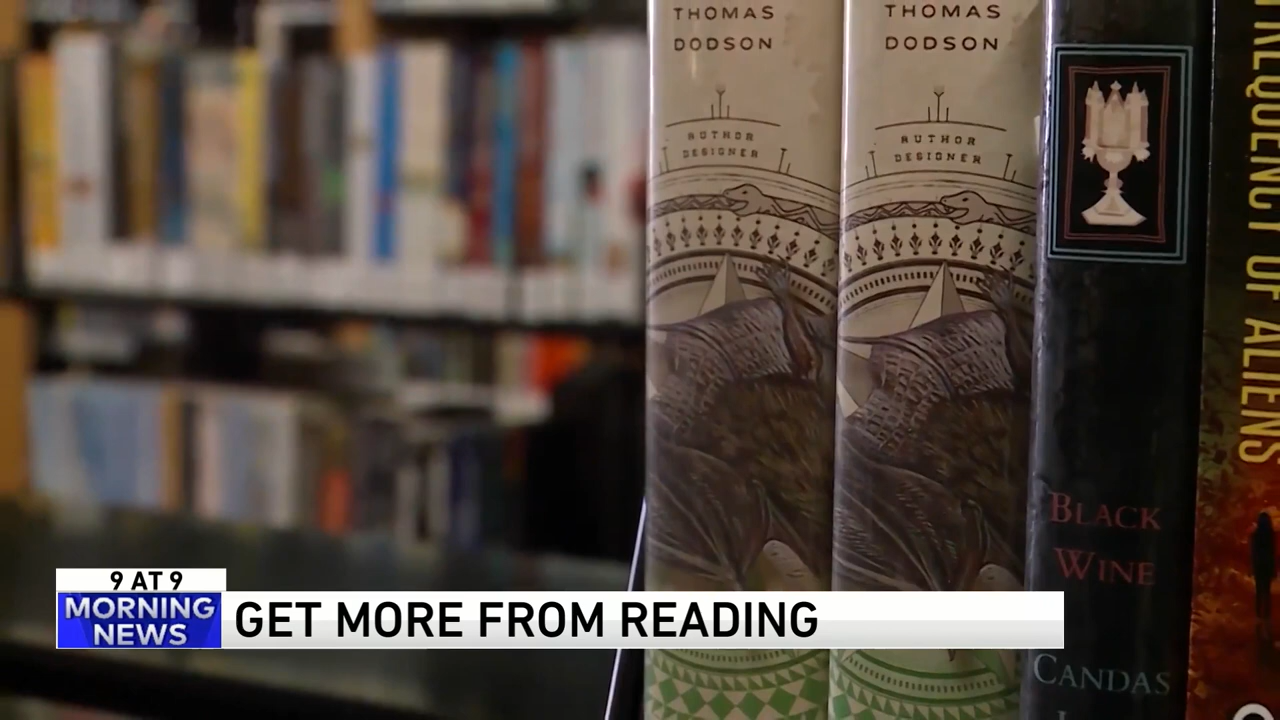 THOMAS
DODSON
AUTHOR
DESIGNER
THOMAS
DODSON
AUTHOR
DESIGNER
BLACK
WINE
CANDAS
FREQUENCY OF ALIENS
9 AT 9
MORNING
NEWS
GET MORE FROM READING